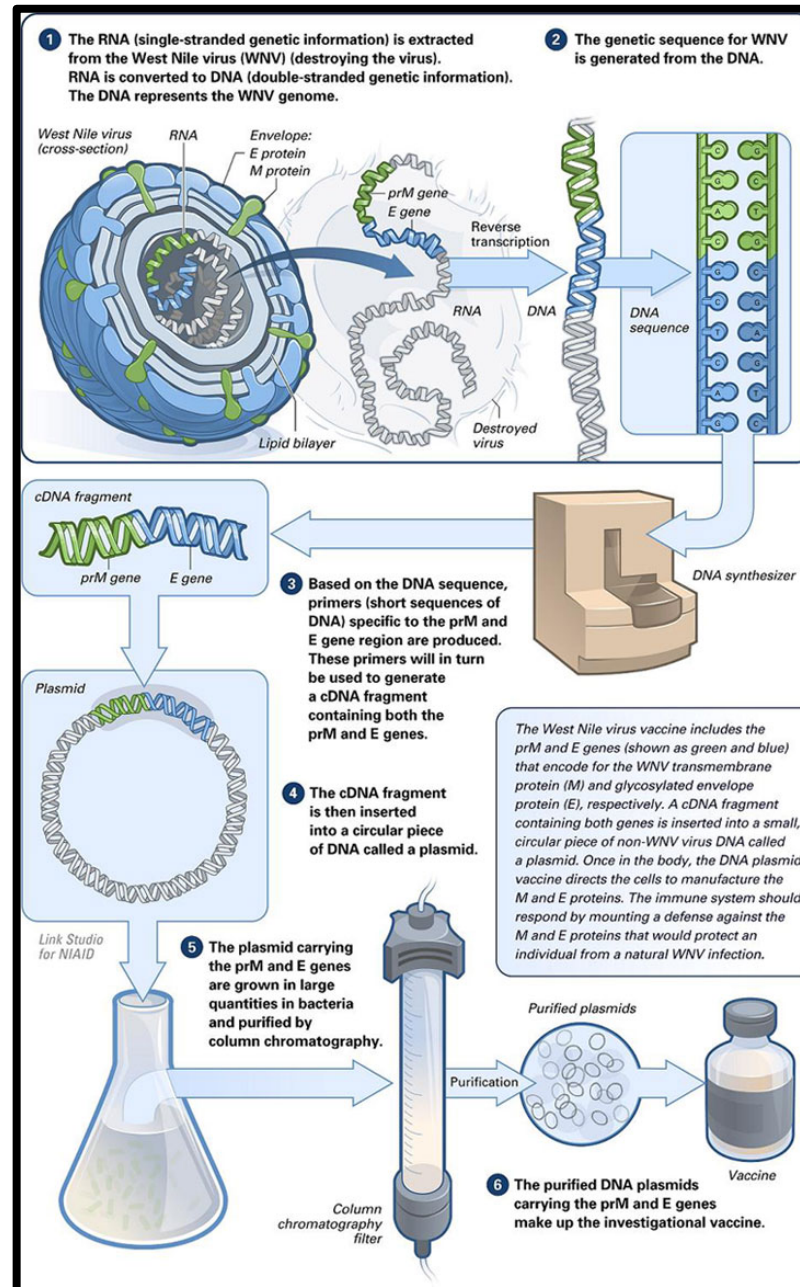 1 The RNA (single-stranded genetic information) is extracted
from the West Nile virus (WNV) (destroying the virus).
RNA is converted to DNA (double-stranded genetic information).
The DNA represents the WNV genome.
2 The genetic sequence for WNV
is generated from the DNA.
West Nile virus
(cross-section)
RNA
Envelope:
E protein
M protein
prM gene
E gene
Reverse
transcription
RNA
DNA
DNA
sequence
C G
G C
A T
C G
G C
C G
T A
C G
A T
G C
Lipid bilayer
Destroyed
virus
cDNA fragment
prM gene
E gene
DNA synthesizer
3 Based on the DNA sequence,
primers (short sequences of
DNA) specific to the prM and
E gene region are produced.
These primers will in turn
be used to generate
a cDNA fragment
containing both the
prM and E genes.
Plasmid
4 The cDNA fragment
is then inserted
into a circular piece
of DNA called a plasmid.
The West Nile virus vaccine includes the
prM and E genes (shown as green and blue)
that encode for the WNV transmembrane
protein (M) and glycosylated envelope
protein (E), respectively. A cDNA fragment
containing both genes is inserted into a small,
circular piece of non-WNV virus DNA called
a plasmid. Once in the body, the DNA plasmid
vaccine directs the cells to manufacture the
M and E proteins. The immune system should
respond by mounting a defense against the
M and E proteins that would protect an
individual from a natural WNV infection.
Link Studio
for NIAID
5 The plasmid carrying
the prM and E genes
are grown in large
quantities in bacteria
and purified by
column chromatography.
Purified plasmids
Purification
Vaccine
Column
chromatography
filter
6 The purified DNA plasmids
carrying the prM and E genes
make up the investigational vaccine.